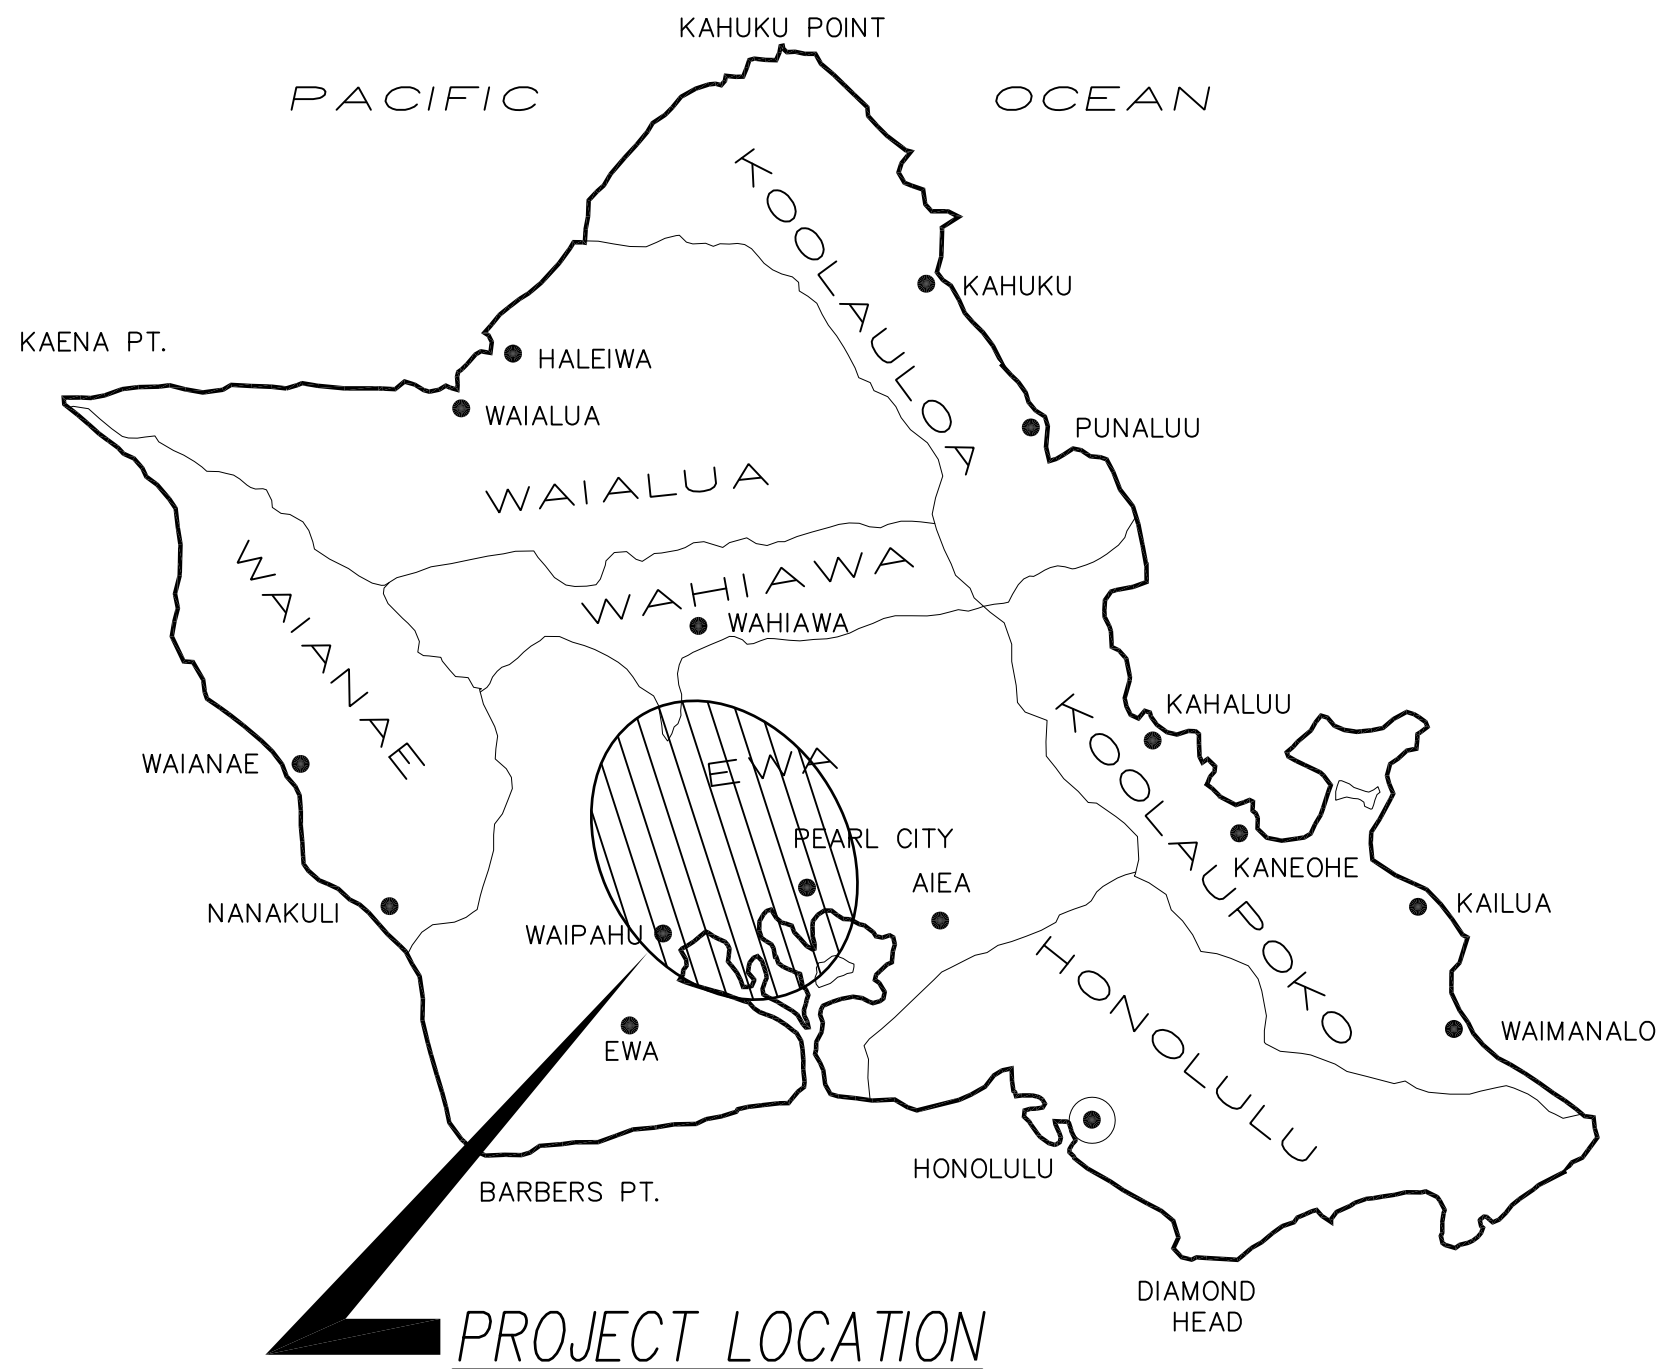 KAHUKU POINT
PACIFIC OCEAN
KOOLAULOA
KAHUKU
KAENA PT.
HALEIWA
WAIALUA
PUNALUU
WAIALUA
WAHIAWA
WAHIAWA
WAIANAE
KAHALUU
KOOLAUPOKO
WAIANAE
EWA
PEARL CITY
KANEOHE
AIEA
NANAKULI
KAILUA
WAIPAHU
HONOLULU
WAIMANALO
EWA
HONOLULU
BARBERS PT.
DIAMOND
HEAD
PROJECT LOCATION